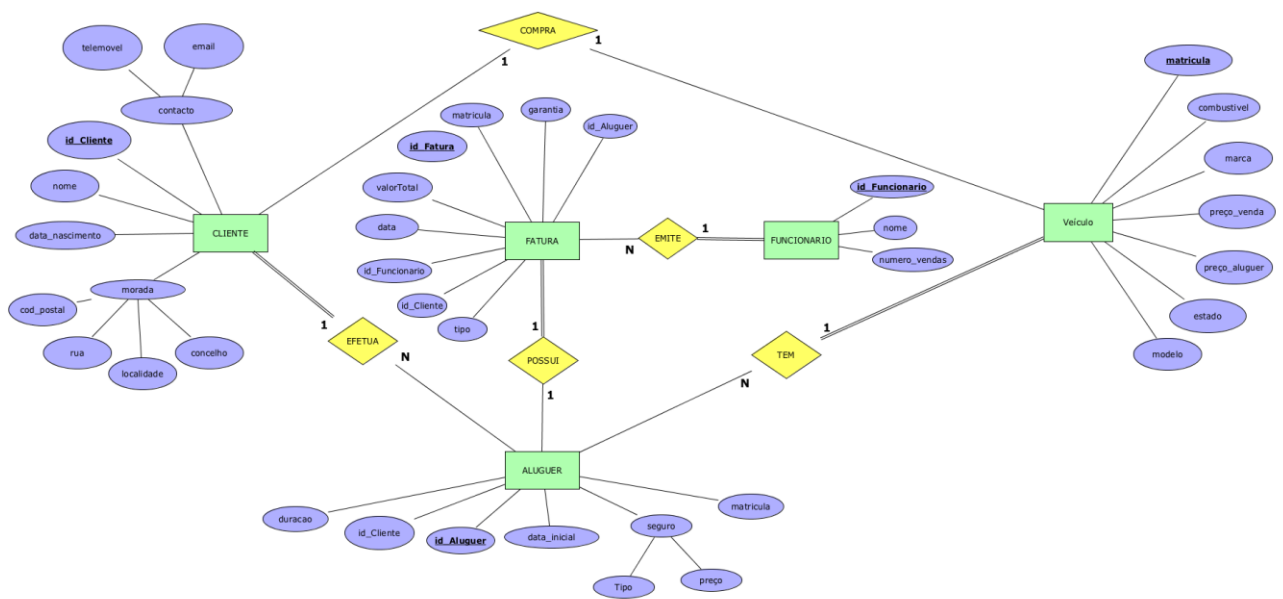 COMPRA
1
1
telemovel
email
contacto
id_Cliente
nome
data_nascimento
CLIENTE
morada
cod_postal
rua
localidade
concelho
matricula
garantia
id_Aluguer
id_Fatura
valorTotal
data
id_Funcionario
id_Cliente
tipo
FATURA
N
EMITE
1
FUNCIONARIO
id_Funcionario
nome
numero_vendas
matricula
combustivel
marca
preço_venda
preço_aluguer
estado
modelo
Veículo
1
EFETUA
N
1
POSSUI
1
1
TEM
N
ALUGUER
duracao
id_Cliente
id_Aluguer
data_inicial
seguro
matricula
Tipo
preço